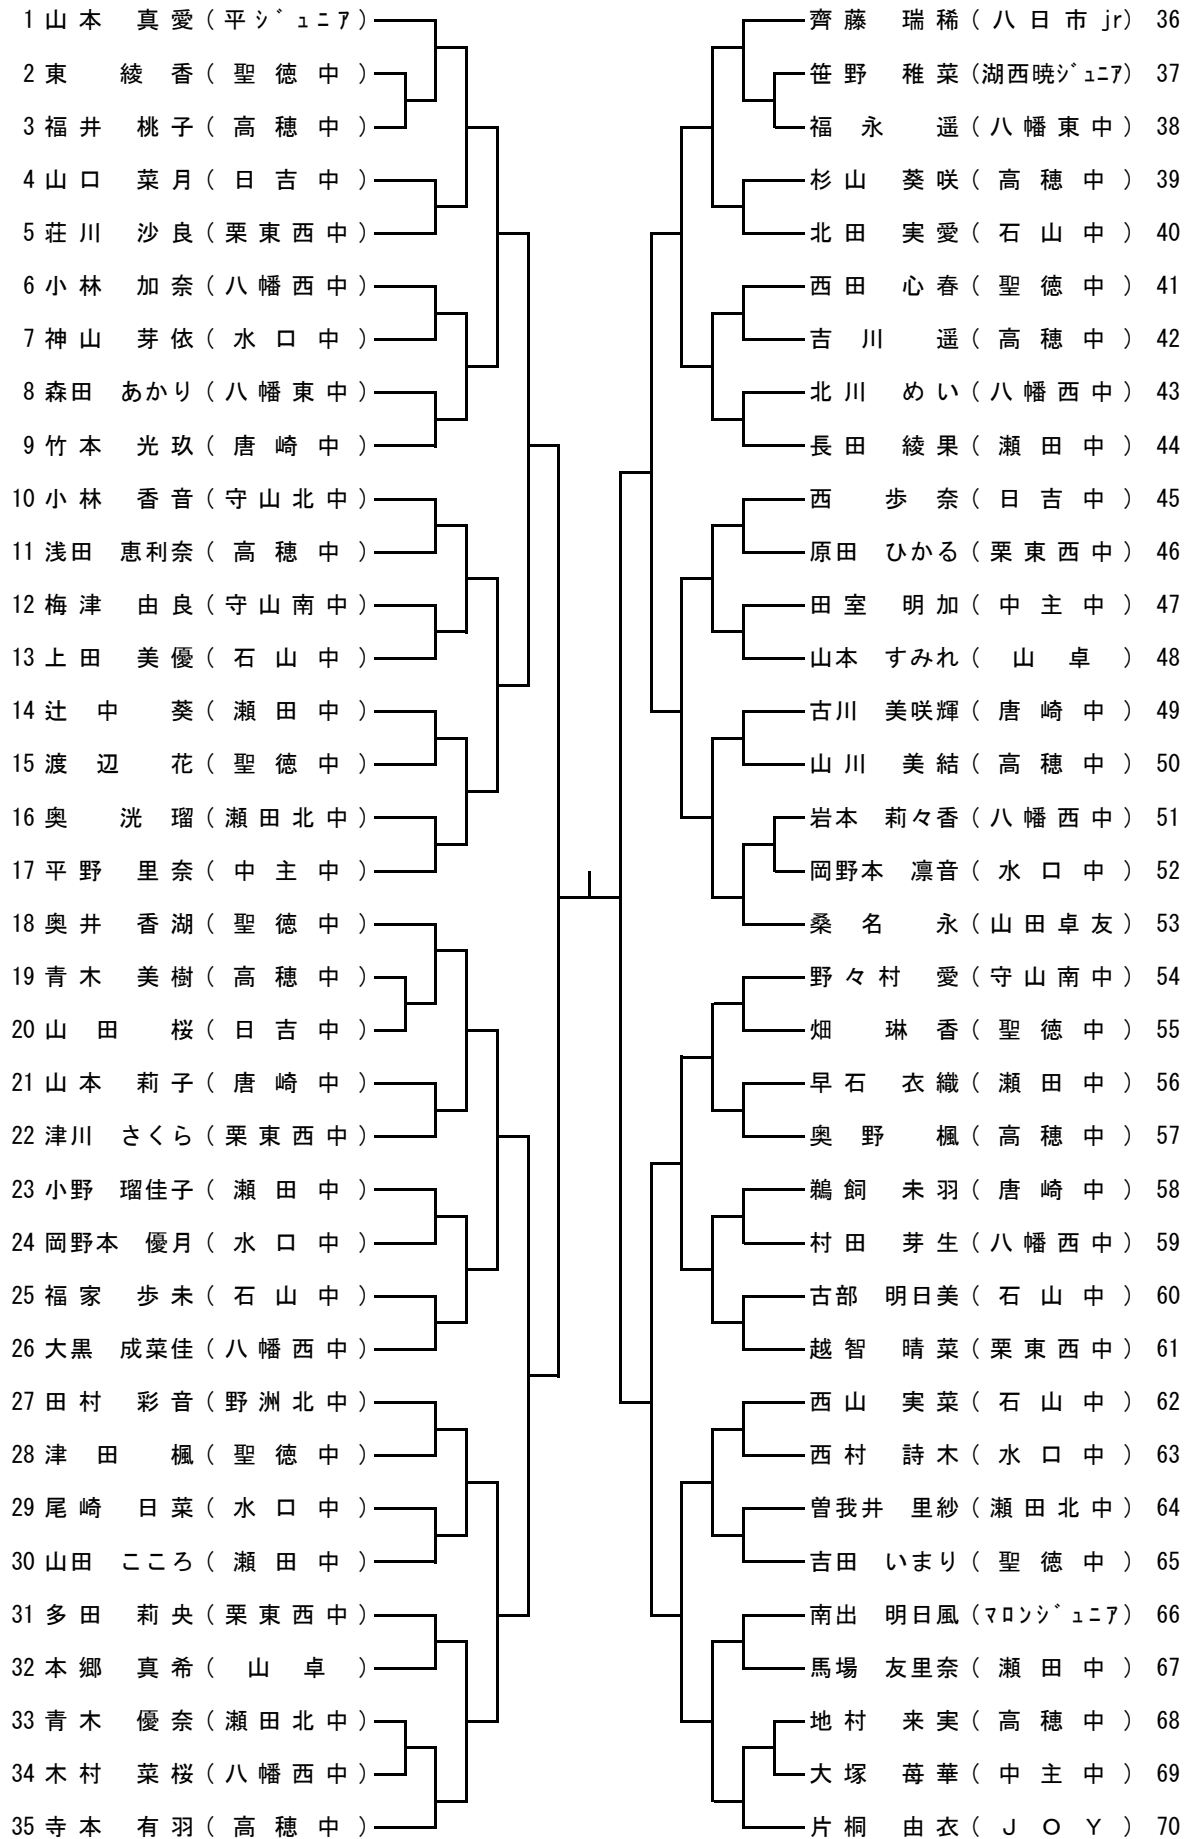 1 山本 真愛 (平ｼﾞｭﾆｱ)
2 東 綾香 (聖徳中)
3 福井 桃子 (高穂中)
4 山口 菜月 (日吉中)
5 荘川 沙良 (栗東西中)
6 小林 加奈 (八幡西中)
7 神山 芽依 (水口中)
8 森田 あかり (八幡東中)
9 竹本 光玖 (唐崎中)
10 小林 香音 (守山北中)
11 浅田 恵利奈 (高穂中)
12 梅津 由良 (守山南中)
13 上田 美優 (石山中)
14 辻中 葵 (瀬田中)
15 渡辺 花 (聖徳中)
16 奥 洸瑠 (瀬田北中)
17 平野 里奈 (中主中)
18 奥井 香湖 (聖徳中)
19 青木 美樹 (高穂中)
20 山田 桜 (日吉中)
21 山本 莉子 (唐崎中)
22 津川 さくら (栗東西中)
23 小野 瑠佳子 (瀬田中)
24 岡野本 優月 (水口中)
25 福家 歩未 (石山中)
26 大黒 成菜佳 (八幡西中)
27 田村 彩音 (野洲北中)
28 津田 楓 (聖徳中)
29 尾崎 日菜 (水口中)
30 山田 こころ (瀬田中)
31 多田 莉央 (栗東西中)
32 本郷 真希 (山卓)
33 青木 優奈 (瀬田北中)
34 木村 菜桜 (八幡西中)
35 寺本 有羽 (高穂中)
齊藤 瑞稀 (八日市jr) 36
笹野 稚菜 (湖西暁ｼﾞｭﾆｱ) 37
福永 遥 (八幡東中) 38
杉山 葵咲 (高穂中) 39
北田 実愛 (石山中) 40
西田 心春 (聖徳中) 41
吉川 遥 (高穂中) 42
北川 めい (八幡西中) 43
長田 綾果 (瀬田中) 44
西 歩奈 (日吉中) 45
原田 ひかる (栗東西中) 46
田室 明加 (中主中) 47
山本 すみれ (山卓) 48
古川 美咲輝 (唐崎中) 49
山川 美結 (高穂中) 50
岩本 莉々香 (八幡西中) 51
岡野本 凛音 (水口中) 52
桑名 永 (山田卓友) 53
野々村 愛 (守山南中) 54
畑 琳香 (聖徳中) 55
早石 衣織 (瀬田中) 56
奥野 楓 (高穂中) 57
鵜飼 未羽 (唐崎中) 58
村田 芽生 (八幡西中) 59
古部 明日美 (石山中) 60
越智 晴菜 (栗東西中) 61
西山 実菜 (石山中) 62
西村 詩木 (水口中) 63
曽我井 里紗 (瀬田北中) 64
吉田 いまり (聖徳中) 65
南出 明日風 (ﾏﾛﾝｼﾞｭﾆｱ) 66
馬場 友里奈 (瀬田中) 67
地村 来実 (高穂中) 68
大塚 苺華 (中主中) 69
片桐 由衣 (ＪＯＹ) 70